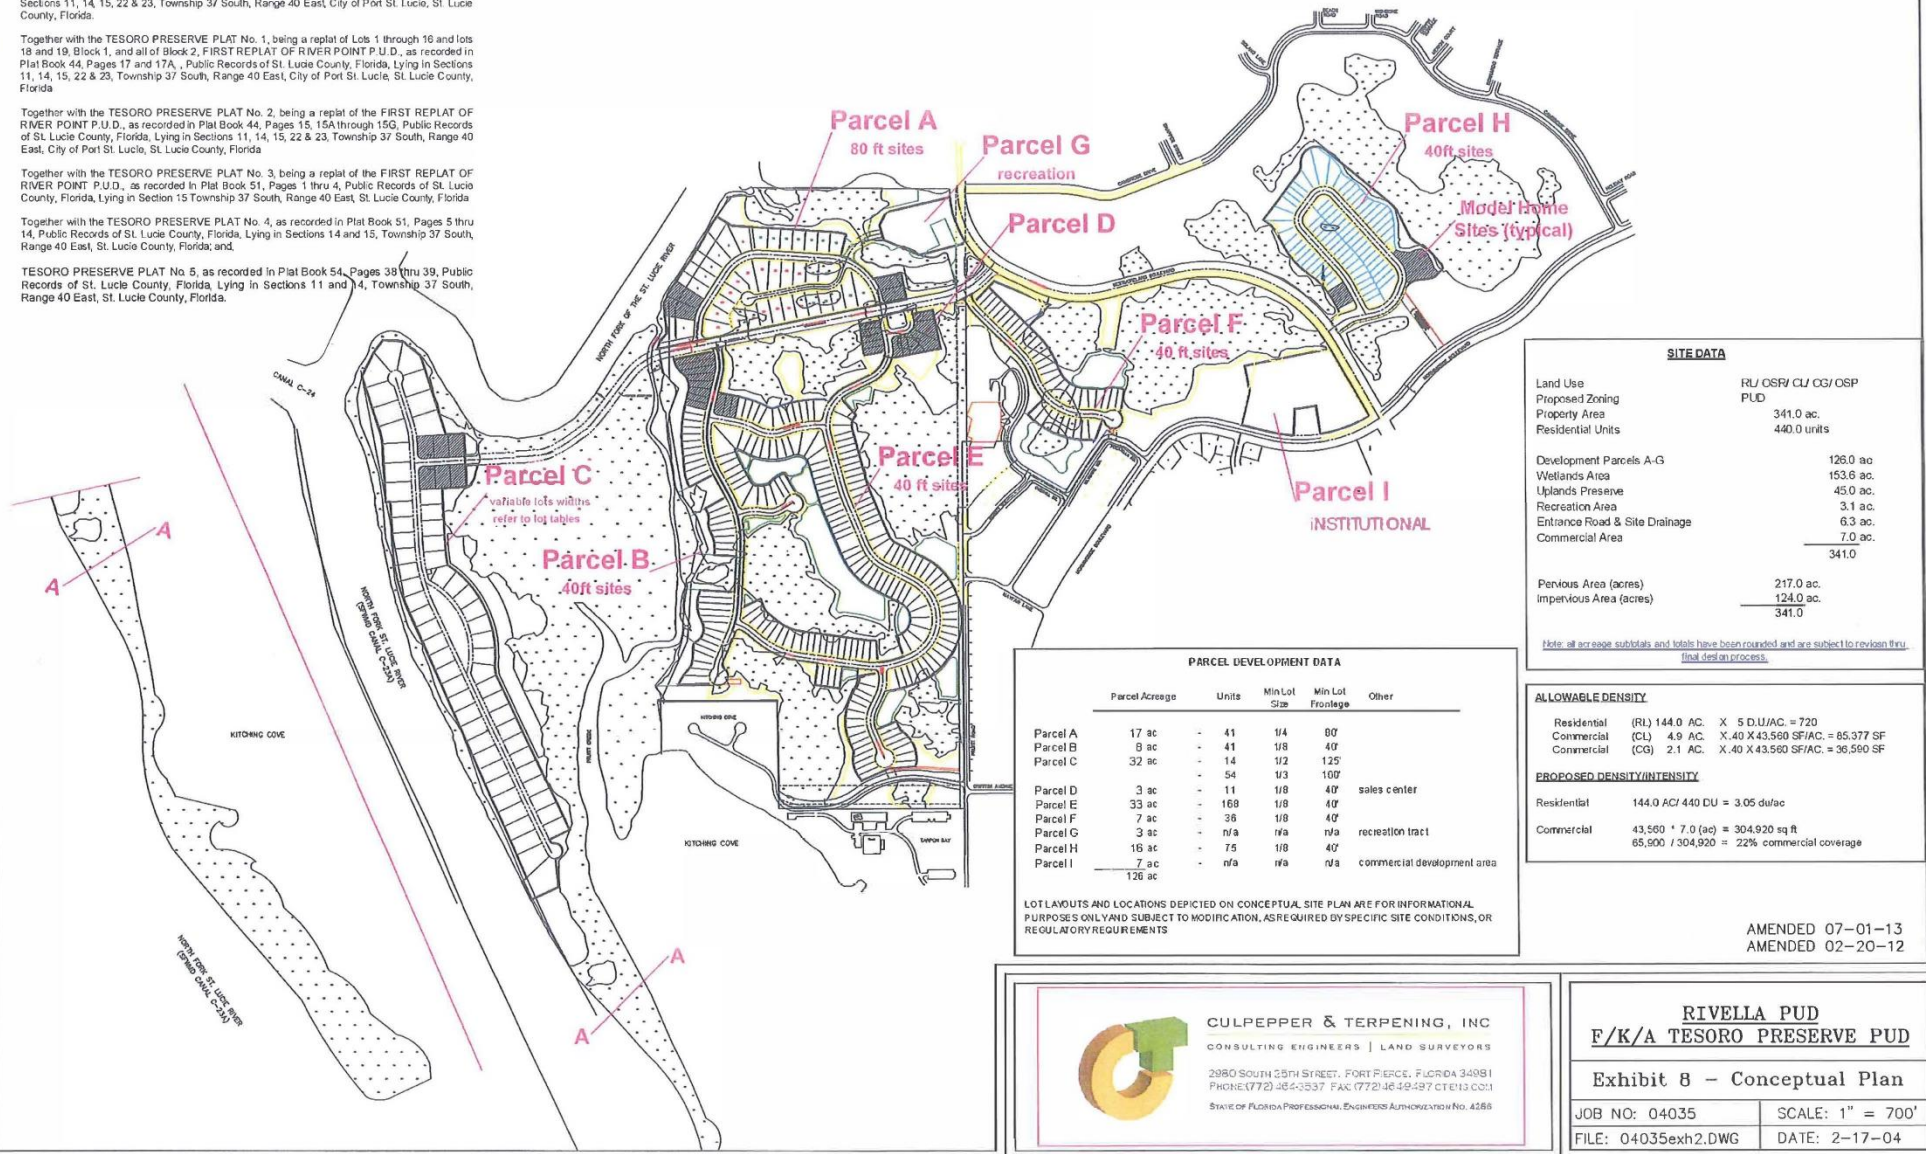 Sections 11, 14, 15, 22 & 23, Township 37 South, Range 40 East, City of Port St. Lucie, St. Lucie
County, Florida.
Together with the TESORO PRESERVE PLAT No. 1, being a replat of Lots 1 through 16 and lots
18 and 19, Block 1, and all of Block 2, FIRST REPLAT OF RIVER POINT P.U.D., as recorded in
Plat Book 44, Pages 17 and 17A, , Public Records of St. Lucie County, Florida, Lying in Sections
11, 14, 15, 22 & 23, Township 37 South, Range 40 East, City of Port St. Lucie, St. Lucie County,
Florida
Together with the TESORO PRESERVE PLAT No. 2, being a replat of the FIRST REPLAT OF
RIVER POINT P.U.D., as recorded in Plat Book 44, Pages 15, 15A through 15G, Public Records
of St. Lucie County, Florida, Lying in Sections 11, 14, 15, 22 & 23, Township 37 South, Range 40
East, City of Port St. Lucie, St. Lucie County, Florida
Together with the TESORO PRESERVE PLAT No. 3, being a replat of the FIRST REPLAT OF
RIVER POINT P.U.D., as recorded in Plat Book 51, Pages 1 thru 4, Public Records of St. Lucie
County, Florida, Lying in Section 15 Township 37 South, Range 40 East, St. Lucie County, Florida
Together with the TESORO PRESERVE PLAT No. 4, as recorded in Plat Book 51, Pages 5 thru
14, Public Records of St. Lucie County, Florida, Lying in Sections 14 and 15, Township 37 South,
Range 40 East, St. Lucie County, Florida; and,
TESORO PRESERVE PLAT No. 5, as recorded in Plat Book 54, Pages 38 thru 39, Public
Records of St. Lucie County, Florida, Lying in Sections 11 and 14, Township 37 South,
Range 40 East, St. Lucie County, Florida.
Parcel A
80 ft sites
Parcel G
recreation
Parcel D
Parcel H
40ft sites
Model Home
Sites (typical)
Parcel F
40 ft sites
NORTH FORK OF THE ST. LUCIE RIVER
CANAL C-24
Parcel C
variable lots widths
refer to lot tables
Parcel E
40 ft sites
Parcel I
INSTITUTIONAL
Parcel B
40ft sites
A
A
NORTH FORK ST. LUCIE RIVER
(SFWMD CANAL C-23A)
KITCHING COVE
KITCHING COVE
NORTH FORK ST. LUCIE RIVER
(SFWMD CANAL C-23A)
TARPON BAY
A
A
SITE DATA
Land Use RL/ OSR/ CL/ CG/ OSP
Proposed Zoning PUD
Property Area 341.0 ac.
Residential Units 440.0 units
Development Parcels A-G 126.0 ac
Wetlands Area 153.6 ac.
Uplands Preserve 45.0 ac.
Recreation Area 3.1 ac.
Entrance Road & Site Drainage 6.3 ac.
Commercial Area 7.0 ac.
341.0
Pervious Area (acres) 217.0 ac.
Impervious Area (acres) 124.0 ac.
341.0
Note: all acreage subtotals and totals have been rounded and are subject to revison thru
final design process.
PARCEL DEVELOPMENT DATA
Parcel Acreage Units Min Lot Size Min Lot Frontage Other
Parcel A 17 ac - 41 1/4 80'
Parcel B 8 ac - 41 1/8 40'
Parcel C 32 ac - 14 1/2 125'
- 54 1/3 100'
Parcel D 3 ac - 11 1/8 40' sales center
Parcel E 33 ac - 168 1/8 40'
Parcel F 7 ac - 36 1/8 40'
Parcel G 3 ac - n/a n/a n/a recreation tract
Parcel H 16 ac - 75 1/8 40'
Parcel I 7 ac - n/a n/a n/a commercial development area
126 ac
LOT LAYOUTS AND LOCATIONS DEPICTED ON CONCEPTUAL SITE PLAN ARE FOR INFORMATIONAL
PURPOSES ONLY AND SUBJECT TO MODIFICATION, AS REQUIRED BY SPECIFIC SITE CONDITIONS, OR
REGULATORY REQUIREMENTS
ALLOWABLE DENSITY
Residential (RL) 144.0 AC. X 5 D.U./AC. = 720
Commercial (CL) 4.9 AC. X .40 X 43,560 SF/AC. = 85,377 SF
Commercial (CG) 2.1 AC. X .40 X 43,560 SF/AC. = 36,590 SF
PROPOSED DENSITY/INTENSITY
Residential 144.0 AC/ 440 DU = 3.05 du/ac
Commercial 43,560 * 7.0 (ac) = 304,920 sq ft
65,900 / 304,920 = 22% commercial coverage
AMENDED 07-01-13
AMENDED 02-20-12
CULPEPPER & TERPENING, INC
CONSULTING ENGINEERS | LAND SURVEYORS
2980 SOUTH 25TH STREET, FORT PIERCE, FLORIDA 34981
STATE OF FLORIDA PROFESSIONAL ENGINEERS AUTHORIZATION No. 4286
RIVELLA PUD
F/K/A TESORO PRESERVE PUD
Exhibit 8 - Conceptual Plan
JOB NO: 04035 SCALE: 1" = 700'
FILE: 04035exh2.DWG DATE: 2-17-04